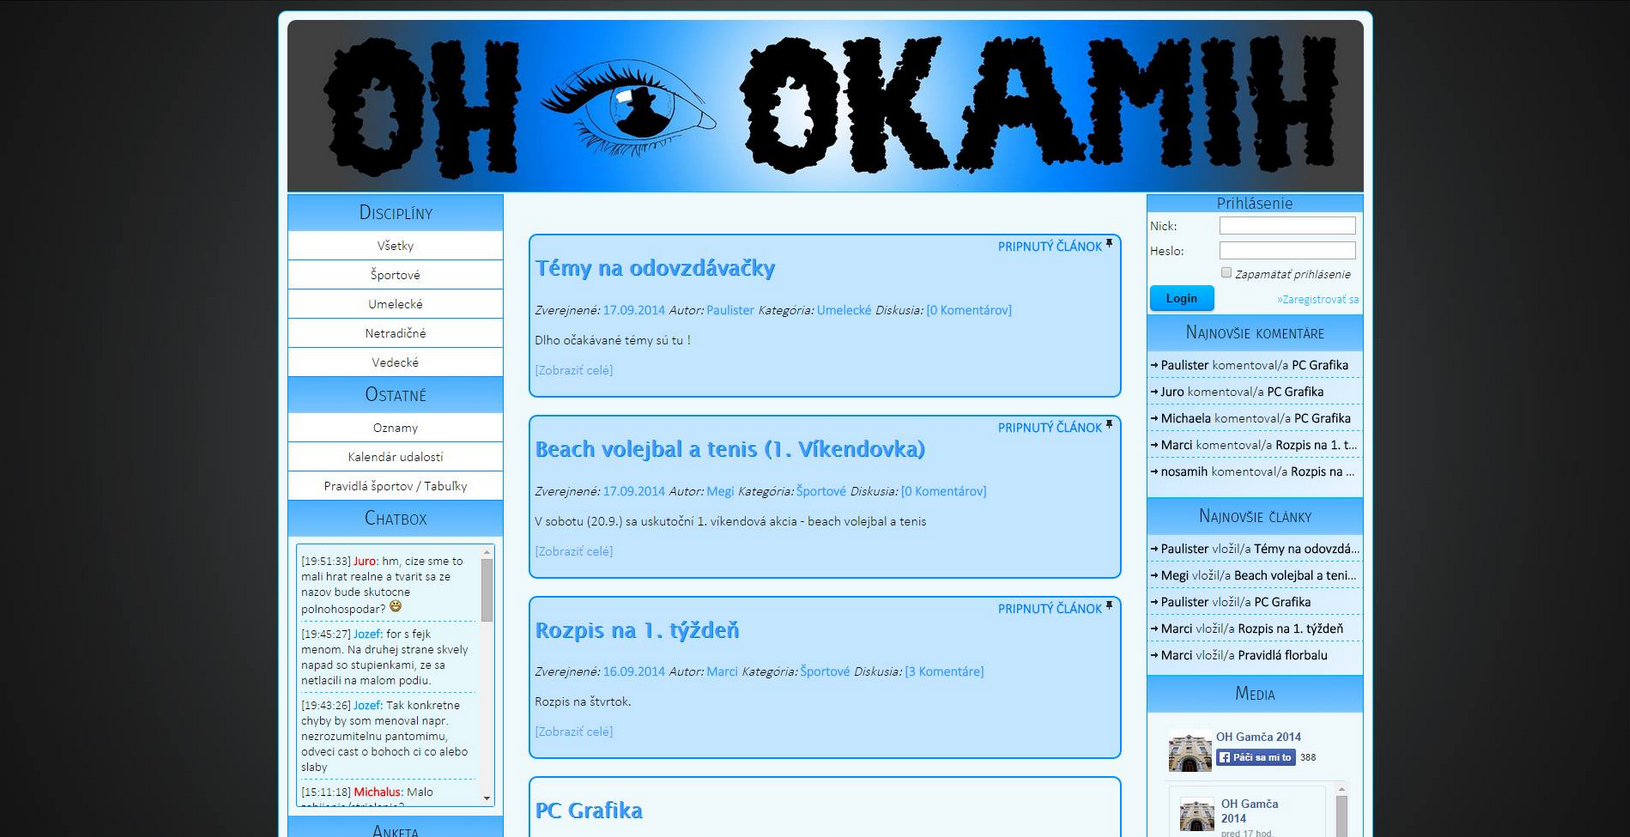 OH OKAMIH
Disciplíny
Všetky
Športové
Umelecké
Netradičné
Vedecké
Ostatné
Oznamy
Kalendár udalostí
Pravidlá športov / Tabuľky
Chatbox
[19:51:33] Juro: hm, cize sme to
mali hrat realne a tvarit sa ze
nazov bude skutocne
polnohospodar?
[19:45:27] Jozef: for s fejk
menom. Na druhej strane skvely
napad so stupienkami, ze sa
netlacili na malom podiu.
[19:43:26] Jozef: Tak konkretne
chyby by som menoval napr.
nezrozumitelnu pantomimu,
odveci cast o bohoch ci co alebo
slaby
[15:11:18] Michalus: Malo
Anketa
PRIPNUTÝ ČLÁNOK
Témy na odovzdávačky
Zverejnené: 17.09.2014 Autor: Paulister Kategória: Umelecké Diskusia: [0 Komentárov]
Dlho očakávané témy sú tu !
[Zobraziť celé]
PRIPNUTÝ ČLÁNOK
Beach volejbal a tenis (1. Víkendovka)
Zverejnené: 17.09.2014 Autor: Megi Kategória: Športové Diskusia: [0 Komentárov]
V sobotu (20.9.) sa uskutoční 1. víkendová akcia - beach volejbal a tenis
[Zobraziť celé]
PRIPNUTÝ ČLÁNOK
Rozpis na 1. týždeň
Zverejnené: 16.09.2014 Autor: Marci Kategória: Športové Diskusia: [3 Komentáre]
Rozpis na štvrtok.
[Zobraziť celé]
PC Grafika
Prihlásenie
Nick:
Heslo:
Zapamätať prihlásenie
Login »Zaregistrovať sa
Najnovšie komentáre
Paulister komentoval/a PC Grafika
Juro komentoval/a PC Grafika
Michaela komentoval/a PC Grafika
Marci komentoval/a Rozpis na 1. t...
nosamih komentoval/a Rozpis na ...
Najnovšie články
Paulister vložil/a Témy na odovzdá...
Megi vložil/a Beach volejbal a teni...
Paulister vložil/a PC Grafika
Marci vložil/a Rozpis na 1. týždeň
Marci vložil/a Pravidlá florbalu
Media
OH Gamča 2014
Páči sa mi to 388
OH Gamča
2014
pred 17 hod.